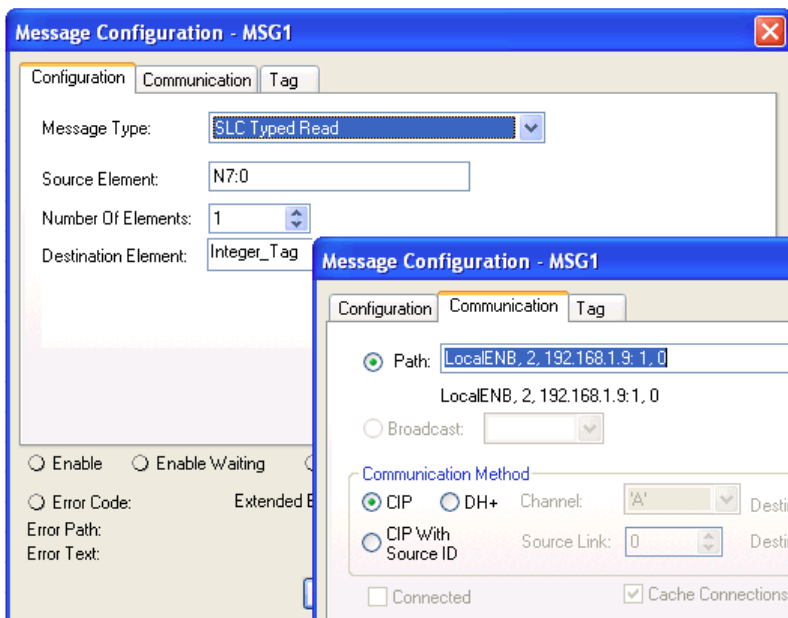 Message Configuration - MSG1
Configuration Communication Tag
Message Type: SLC Typed Read
Source Element: N7:0
Number Of Elements: 1
Destination Element: Integer_Tag
Enable Enable Waiting
Error Code: Extended E
Error Path:
Error Text:
Message Configuration - MSG1
Configuration Communication Tag
Path: LocalENB, 2, 192.168.1.9: 1, 0
LocalENB, 2, 192.168.1.9:1, 0
Broadcast:
Communication Method
CIP DH+ Channel: 'A' Desti
CIP With
Source ID Source Link: 0 Desti
Connected Cache Connections